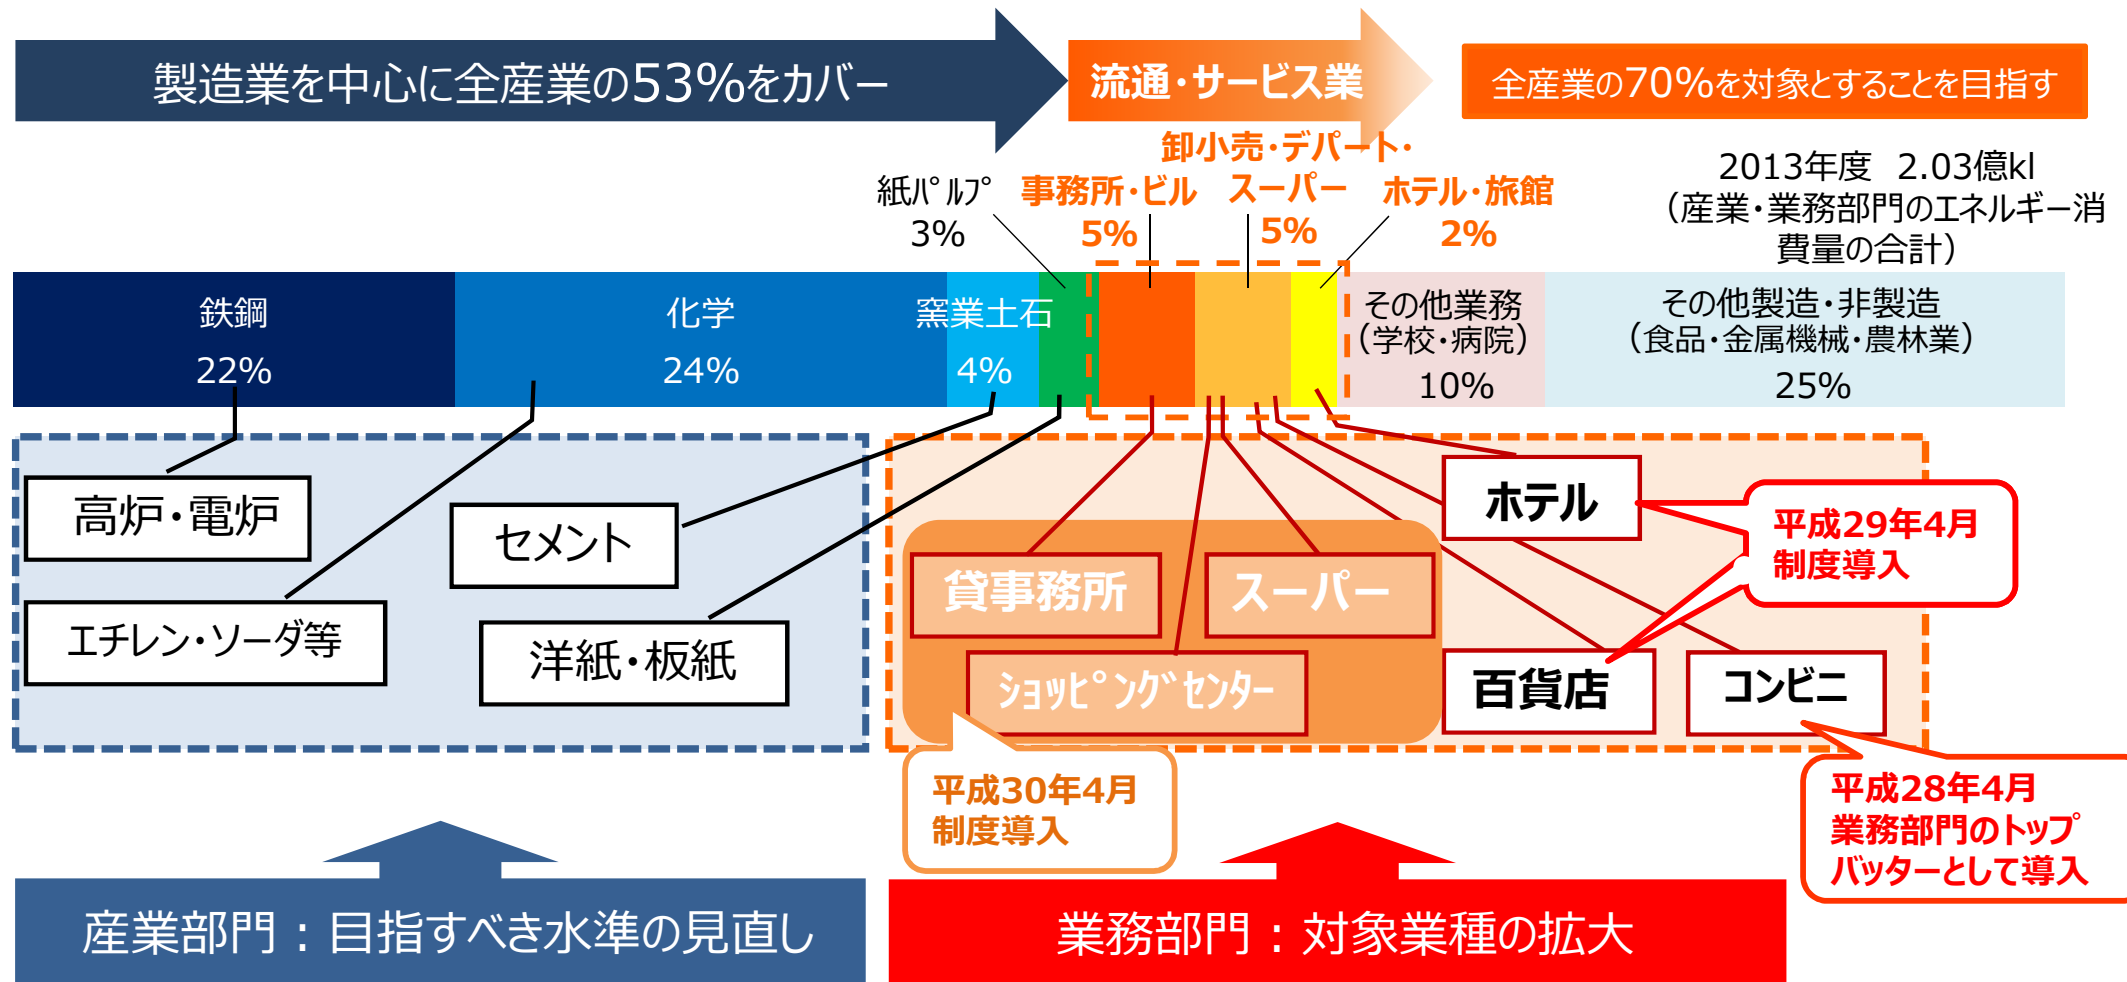 製造業を中心に全産業の53%をカバー
流通・サービス業
全産業の70%を対象とすることを目指す
紙パルプ
3%
事務所・ビル
5%
卸小売・デパート・
スーパー
5%
ホテル・旅館
2%
2013年度　2.03億kl
（産業・業務部門のエネルギー消
費量の合計）
鉄鋼
22%
化学
24%
窯業土石
4%
その他業務
（学校・病院）
10%
その他製造・非製造
（食品・金属機械・農林業）
25%
高炉・電炉
セメント
エチレン・ソーダ等
洋紙・板紙
ホテル
平成29年4月
制度導入
貸事務所
スーパー
ショッピングセンター
百貨店
コンビニ
平成30年4月
制度導入
平成28年4月
業務部門のトップ
バッターとして導入
産業部門：目指すべき水準の見直し
業務部門：対象業種の拡大